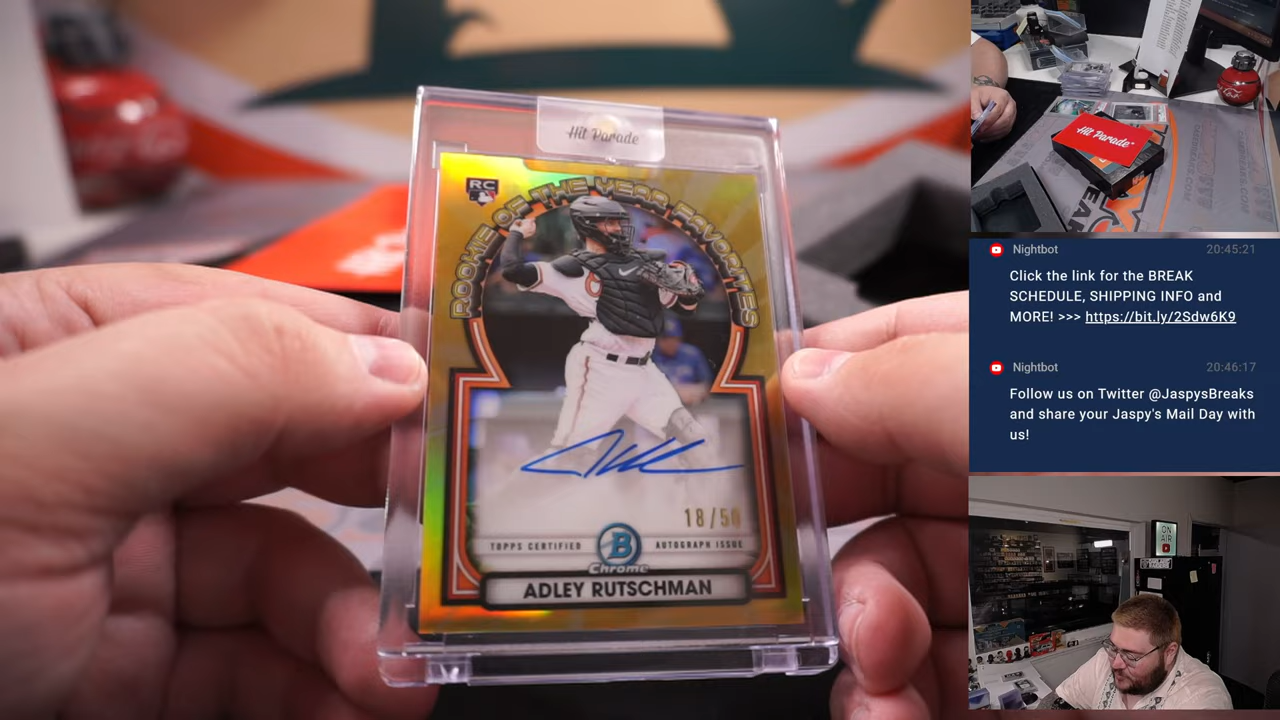 Hit Parade
RC
ROOKIE OF THE YEAR FAVORITES
18/50
TOPPS CERTIFIED
AUTOGRAPH ISSUE
B
Chrome
ADLEY RUTSCHMAN
Hit Parade
Nightbot
20:45:21
Click the link for the BREAK
SCHEDULE, SHIPPING INFO and
MORE! >>> https://bit.ly/2Sdw6K9
Nightbot
20:46:17
Follow us on Twitter @JaspysBreaks
and share your Jaspy's Mail Day with
us!
ON
AIR